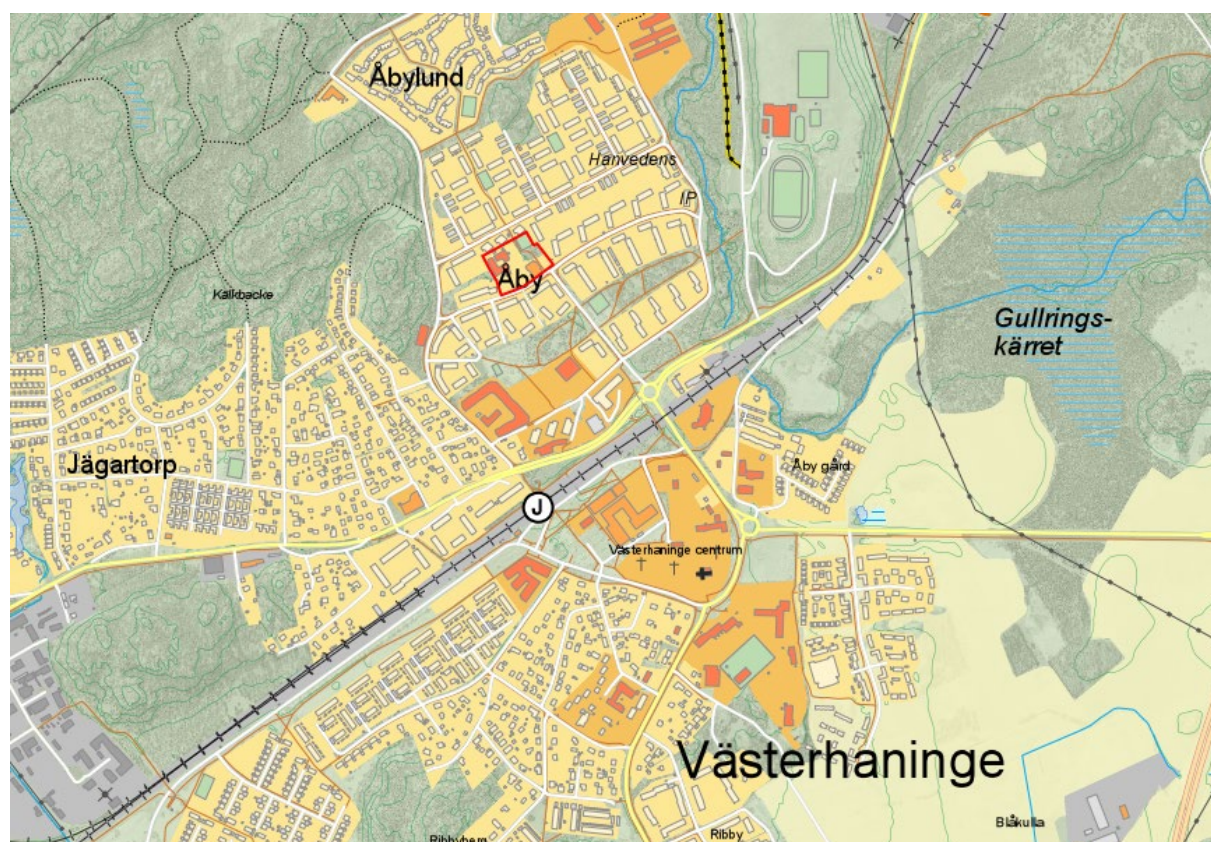 Åbylund
Hanvedens
IP
Åby
Kalkbacke
Gullrings-
kärret
Jägartorp
Åby gård
J
Västerhaninge centrum
Västerhaninge
Blåkulla
Ribbyberg
Ribby